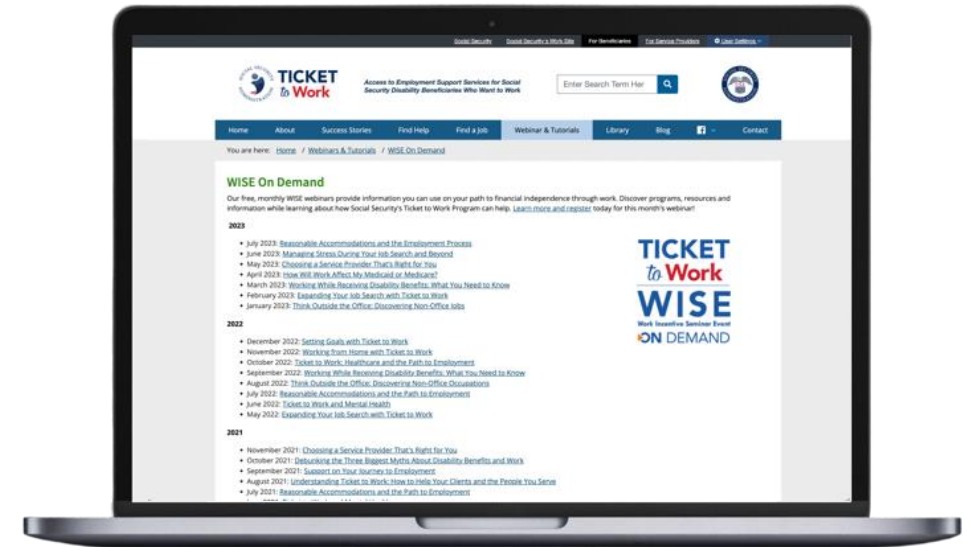 Social Security Social Security's Work Site For Beneficiaries For Service Providers User Settings
TICKET
to Work
Access to Employment Support Services for Social
Security Disability Beneficiaries Who Want to Work
Enter Search Term Her
Home About Success Stories Find Help Find a Job Webinar & Tutorials Library Blog Contact
You are here: Home / Webinars & Tutorials / WISE On Demand
WISE On Demand
Our free, monthly WISE webinars provide information you can use on your path to financial independence through work. Discover programs, resources and
information while learning about how Social Security's Ticket to Work Program can help. Learn more and register today for this month's webinar!
2023
• July 2023: Reasonable Accommodations and the Employment Process
• June 2023: Managing Stress During Your Job Search and Beyond
• May 2023: Choosing a Service Provider That's Right for You
• April 2023: How Will Work Affect My Medicaid or Medicare?
• March 2023: Working While Receiving Disability Benefits: What You Need to Know
• February 2023: Expanding Your Job Search with Ticket to Work
• January 2023: Think Outside the Office: Discovering Non-Office Jobs
TICKET
to Work
WISE
Work Incentive Seminar Event
ON DEMAND
2022
• December 2022: Setting Goals with Ticket to Work
• November 2022: Working from Home with Ticket to Work
• October 2022: Ticket to Work: Healthcare and the Path to Employment
• September 2022: Working While Receiving Disability Benefits: What You Need to Know
• August 2022: Think Outside the Office: Discovering Non-Office Occupations
• July 2022: Reasonable Accommodations and the Path to Employment
• June 2022: Ticket to Work and Mental Health
• May 2022: Expanding Your Job Search with Ticket to Work
2021
• November 2021: Choosing a Service Provider That's Right for You
• October 2021: Debunking the Three Biggest Myths About Disability Benefits and Work
• September 2021: Support on Your Journey to Employment
• August 2021: Understanding Ticket to Work: How to Help Your Clients and the People You Serve
• July 2021: Reasonable Accommodations and the Path to Employment